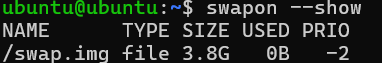 ubuntu@ubuntu:~$ swapon --show
NAME      TYPE SIZE USED PRIO
/swap.img file 3.8G   0B   -2